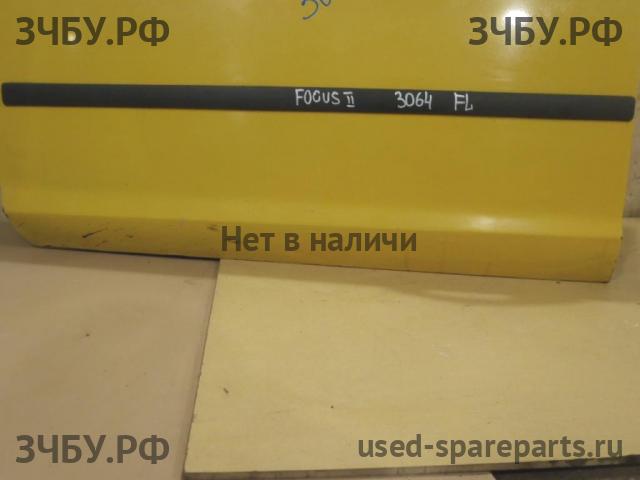 ЗЧБУ.РФ ЗЧБУ.РФ
FOCUS II 3064 FL
Нет в наличи
ЗЧБУ.РФ used-spareparts.ru